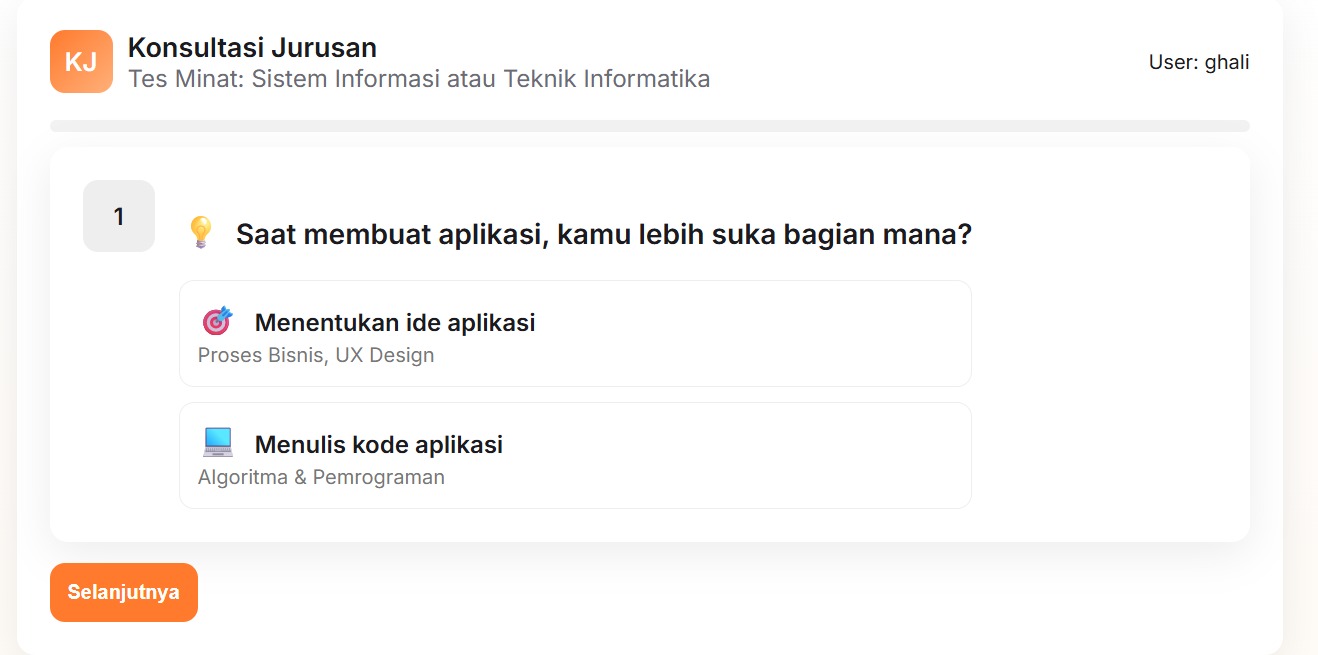 KJ
Konsultasi Jurusan
Tes Minat: Sistem Informasi atau Teknik Informatika
User: ghali
1
Saat membuat aplikasi, kamu lebih suka bagian mana?
Menentukan ide aplikasi
Proses Bisnis, UX Design
Menulis kode aplikasi
Algoritma & Pemrograman
Selanjutnya